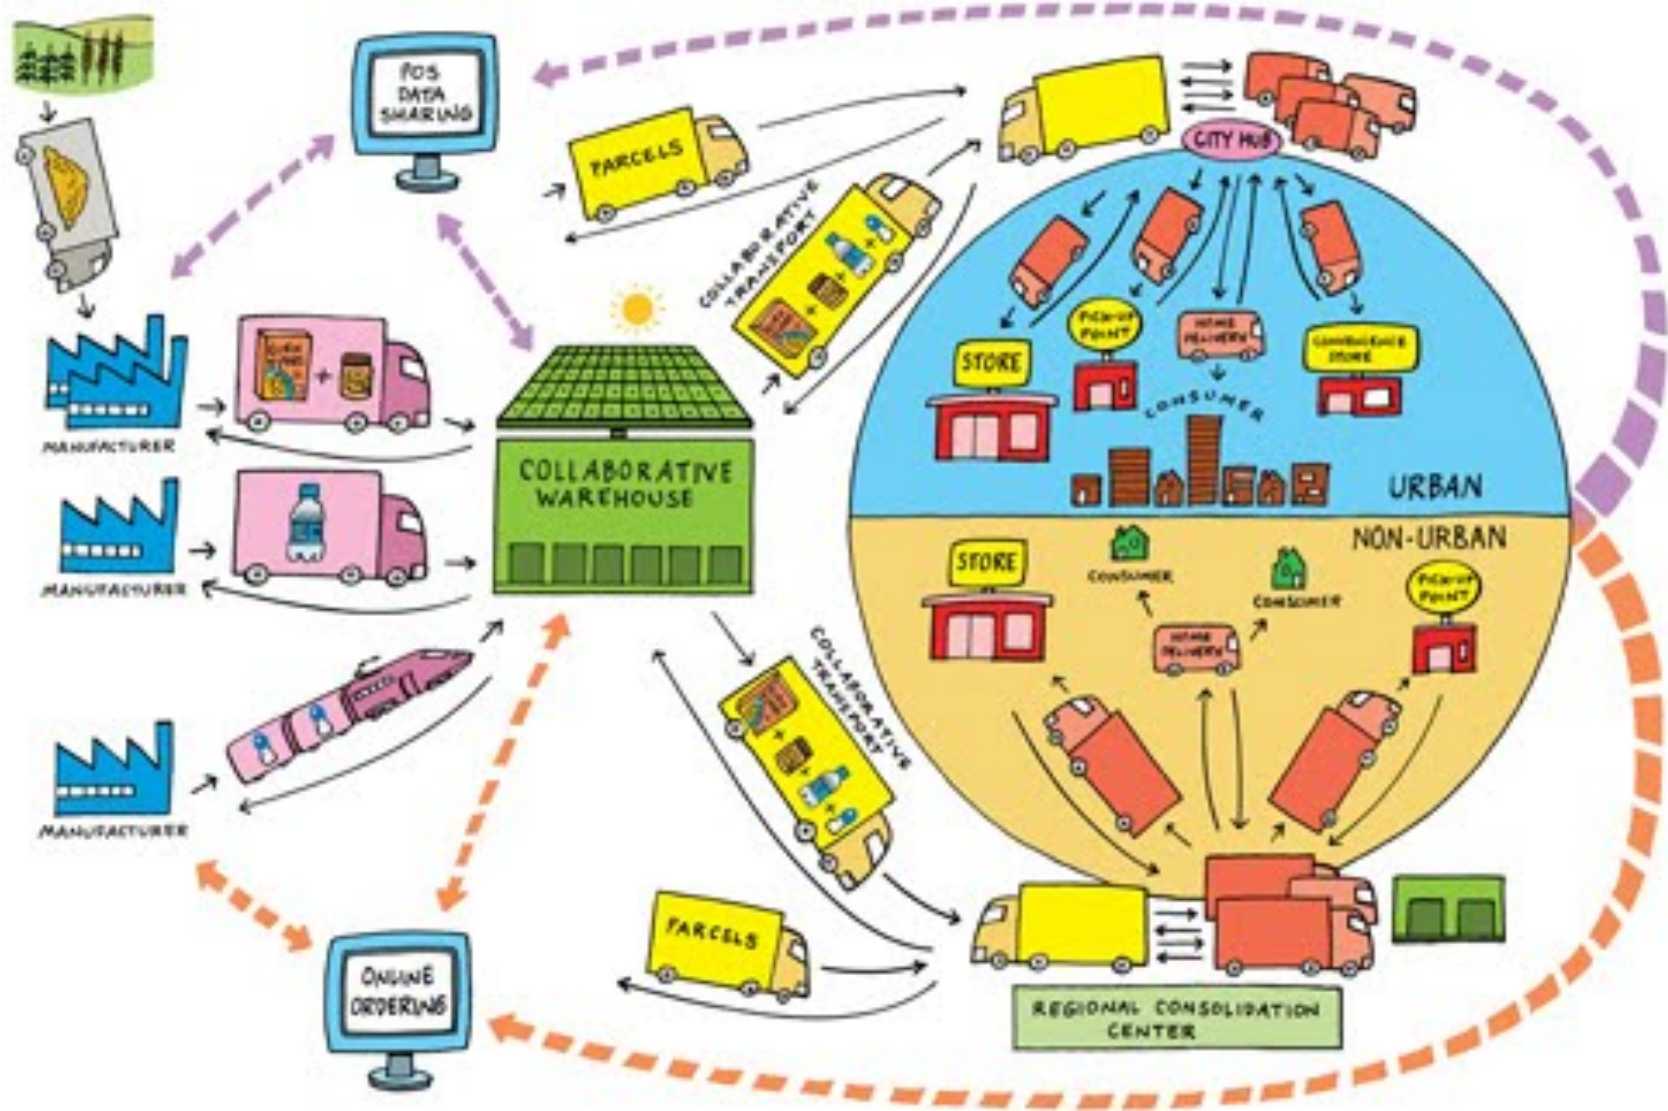 POS
DATA
SHARING
PARCELS
COLLABORATIVE
TRANSPORT
CITY HUB
STORE
PICK-UP
POINT
HOME
DELIVERY
CONVENIENCE
STORE
CONSUMER
URBAN
MANUFACTURER
COLLABORATIVE
WAREHOUSE
MANUFACTURER
NON-URBAN
STORE
CONSUMER
CONSUMER
PICK-UP
POINT
HOME
DELIVERY
COLLABORATIVE
TRANSPORT
MANUFACTURER
PARCELS
ONLINE
ORDERING
REGIONAL CONSOLIDATION
CENTER